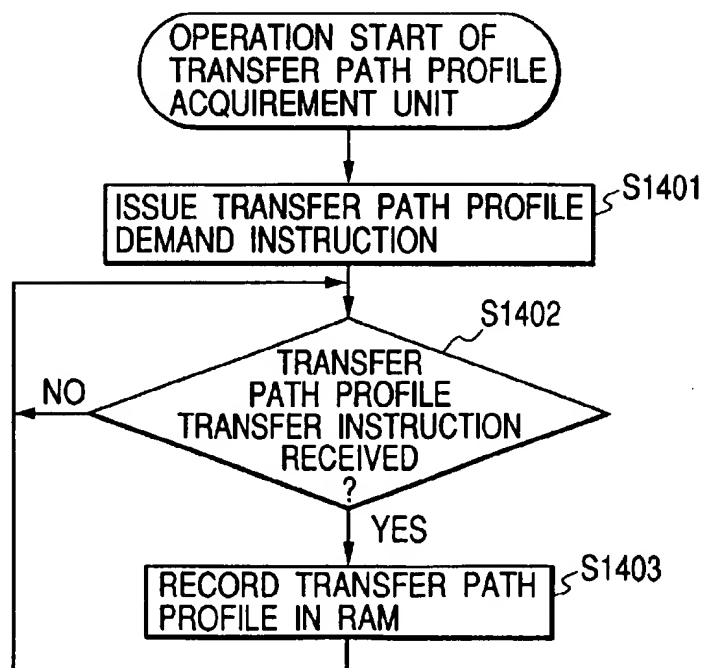 OPERATION START OF
TRANSFER PATH PROFILE
ACQUIREMENT UNIT
S1401
ISSUE TRANSFER PATH PROFILE
DEMAND INSTRUCTION
S1402
TRANSFER
PATH PROFILE
TRANSFER INSTRUCTION
RECEIVED
?
NO
YES
S1403
RECORD TRANSFER PATH
PROFILE IN RAM